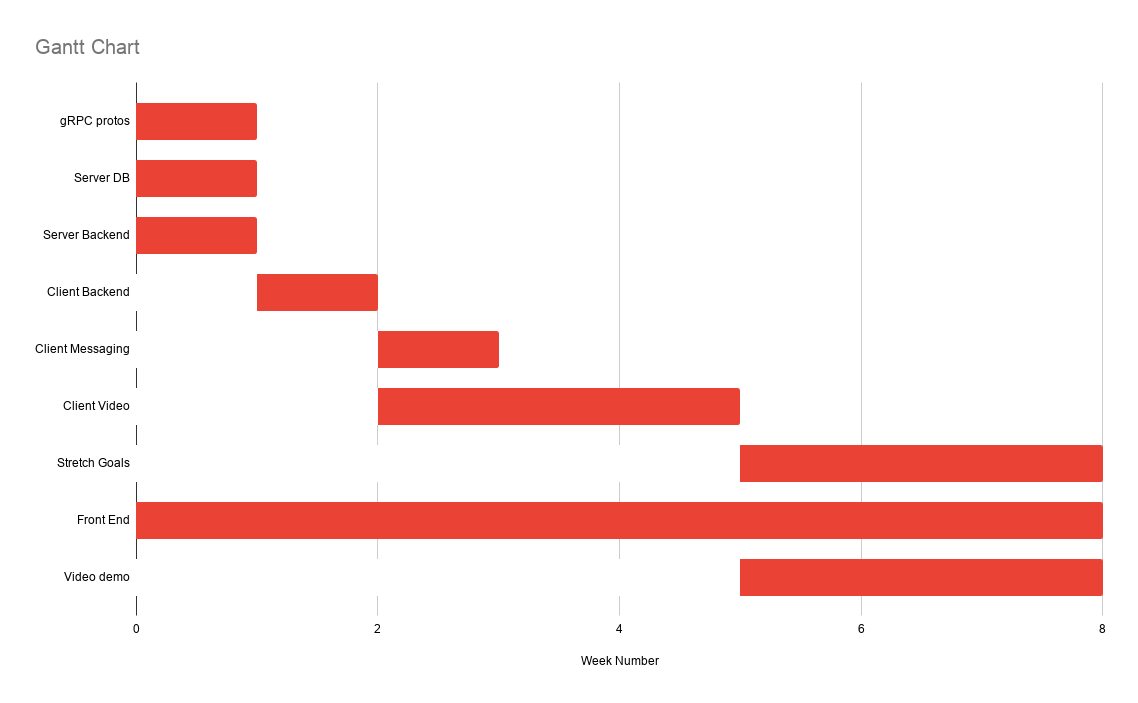 Gantt Chart
gRPC protos
Server DB
Server Backend
Client Backend
Client Messaging
Client Video
Stretch Goals
Front End
Video demo
0 2 4 6 8
Week Number